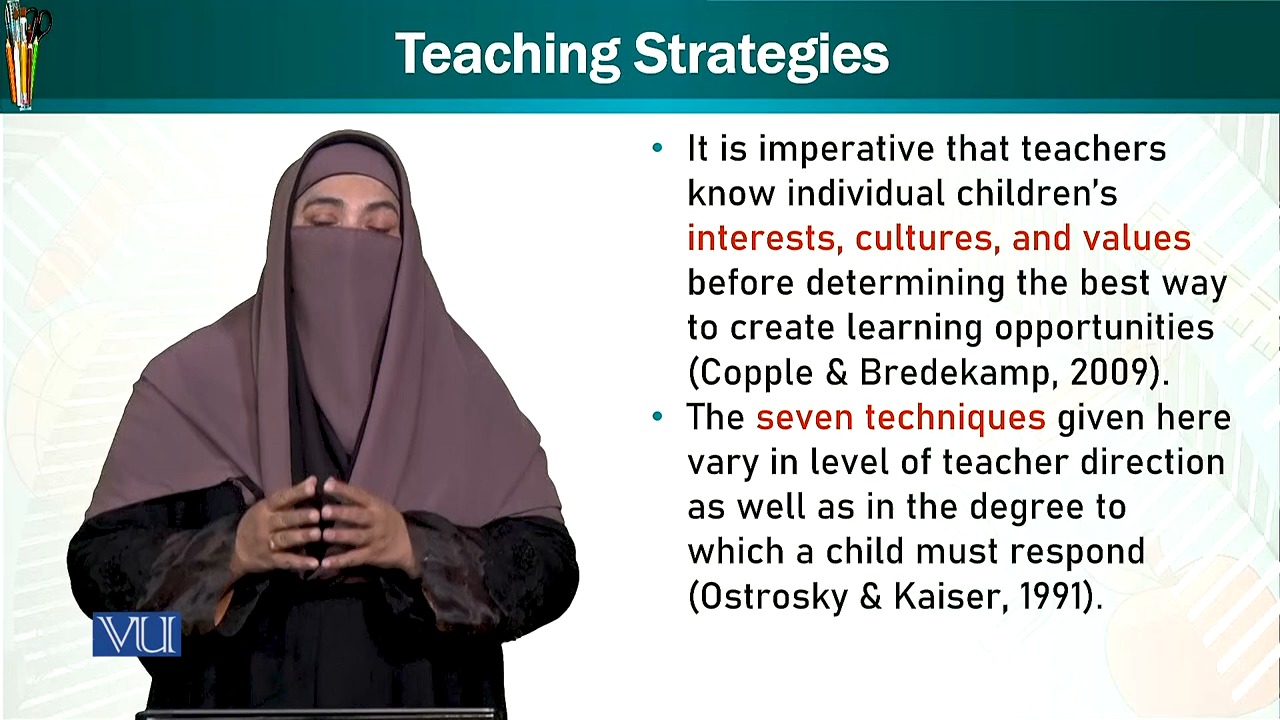 Teaching Strategies
• It is imperative that teachers
know individual children's
interests, cultures, and values
before determining the best way
to create learning opportunities
(Copple & Bredekamp, 2009).
• The seven techniques given here
vary in level of teacher direction
as well as in the degree to
which a child must respond
(Ostrosky & Kaiser, 1991).
VU